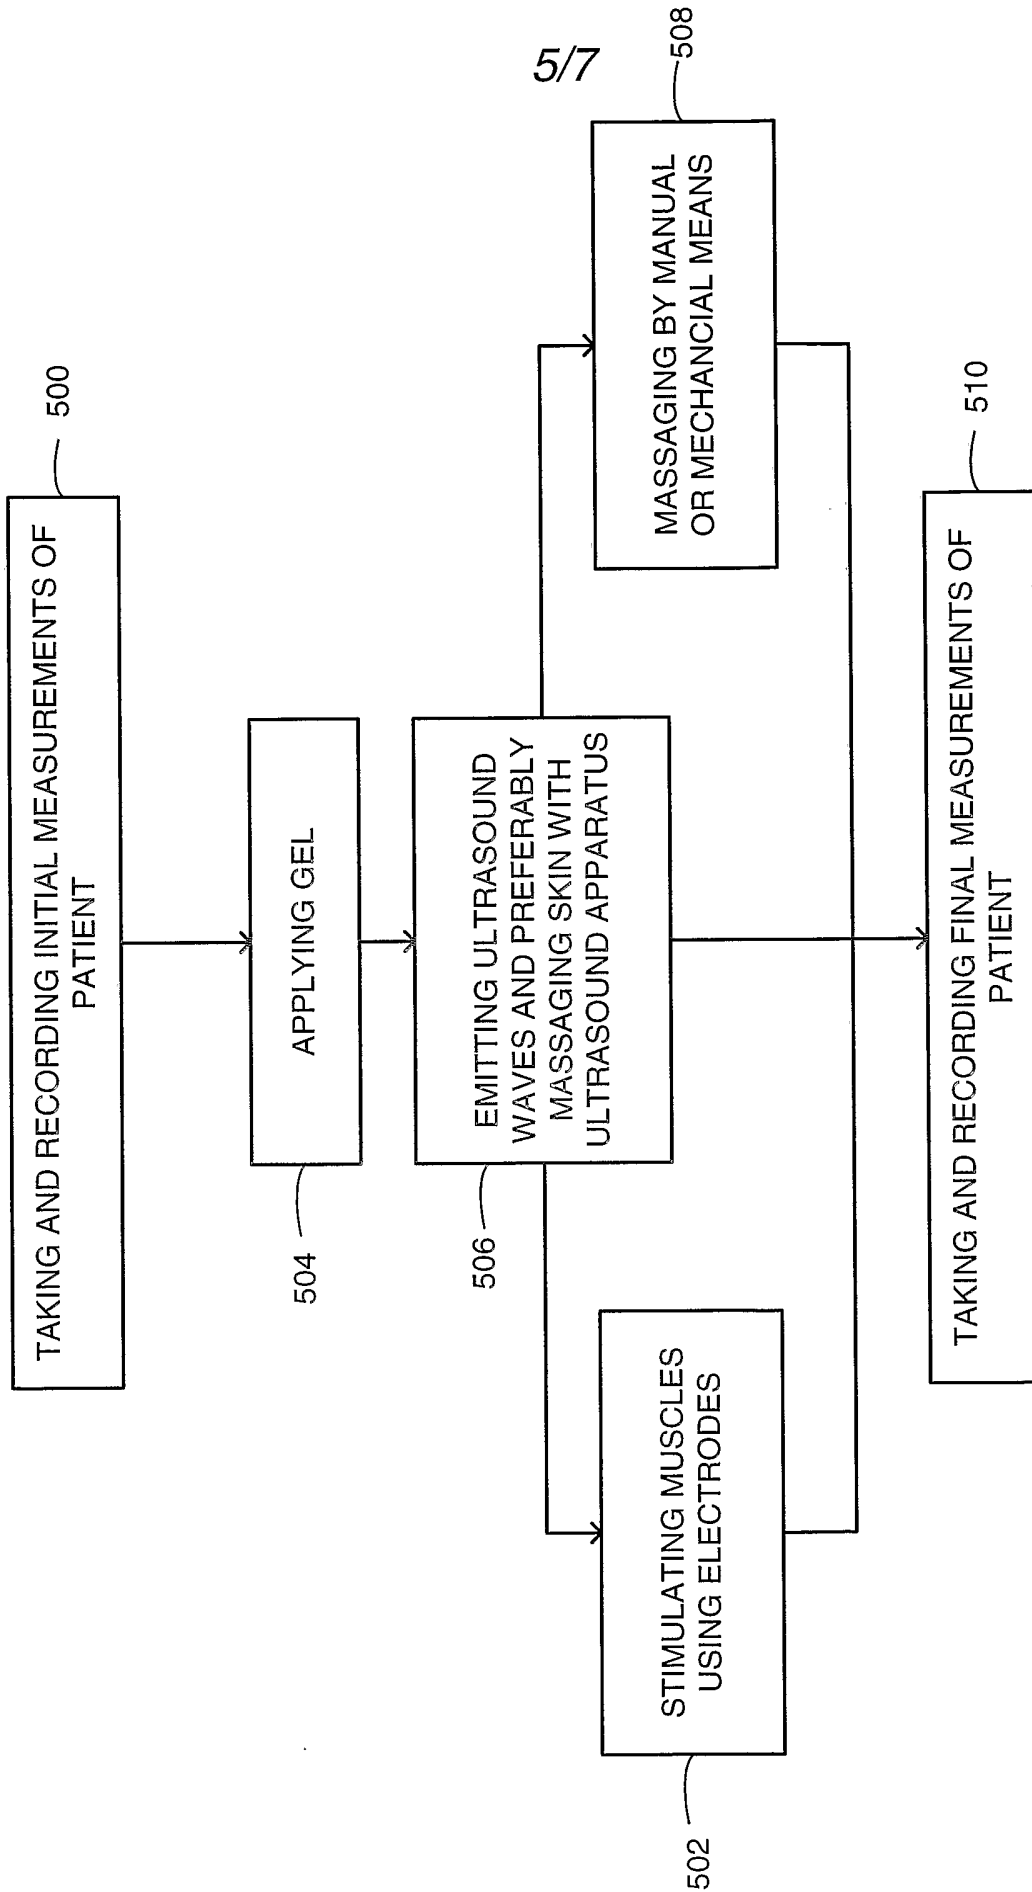 5/7
TAKING AND RECORDING INITIAL MEASUREMENTS OF
PATIENT
500
APPLYING GEL
504
EMITTING ULTRASOUND
WAVES AND PREFERABLY
MASSAGING SKIN WITH
ULTRASOUND APPARATUS
506
STIMULATING MUSCLES
USING ELECTRODES
502
MASSAGING BY MANUAL
OR MECHANCIAL MEANS
508
TAKING AND RECORDING FINAL MEASUREMENTS OF
PATIENT
510